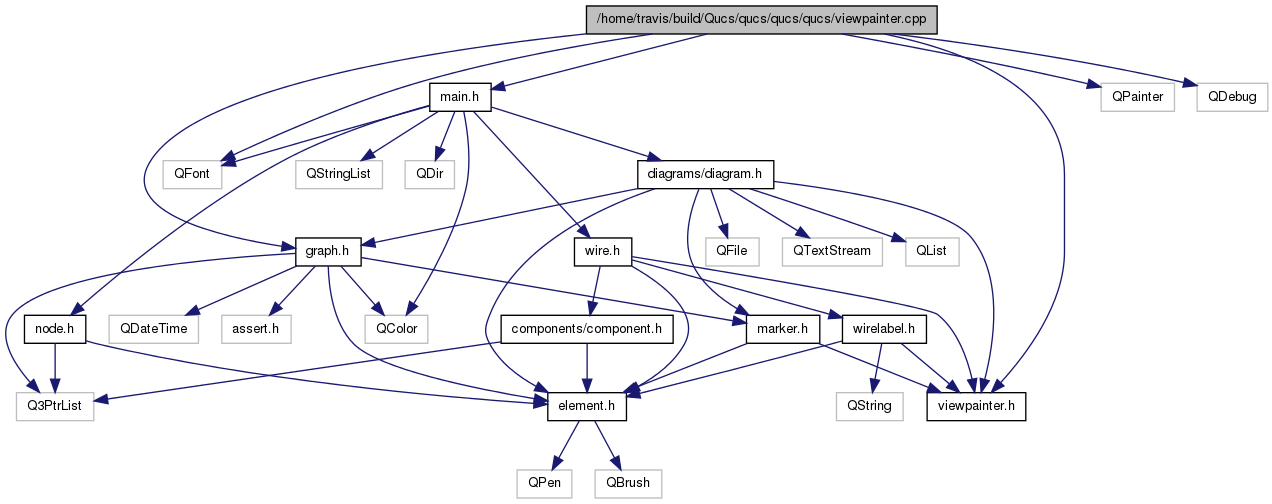 /home/travis/build/Qucs/qucs/qucs/qucs/viewpainter.cpp
main.h
QPainter
QDebug
QFont
QStringList
QDir
diagrams/diagram.h
graph.h
wire.h
QFile
QTextStream
QList
node.h
QDateTime
assert.h
QColor
components/component.h
marker.h
wirelabel.h
Q3PtrList
element.h
QString
viewpainter.h
QPen
QBrush